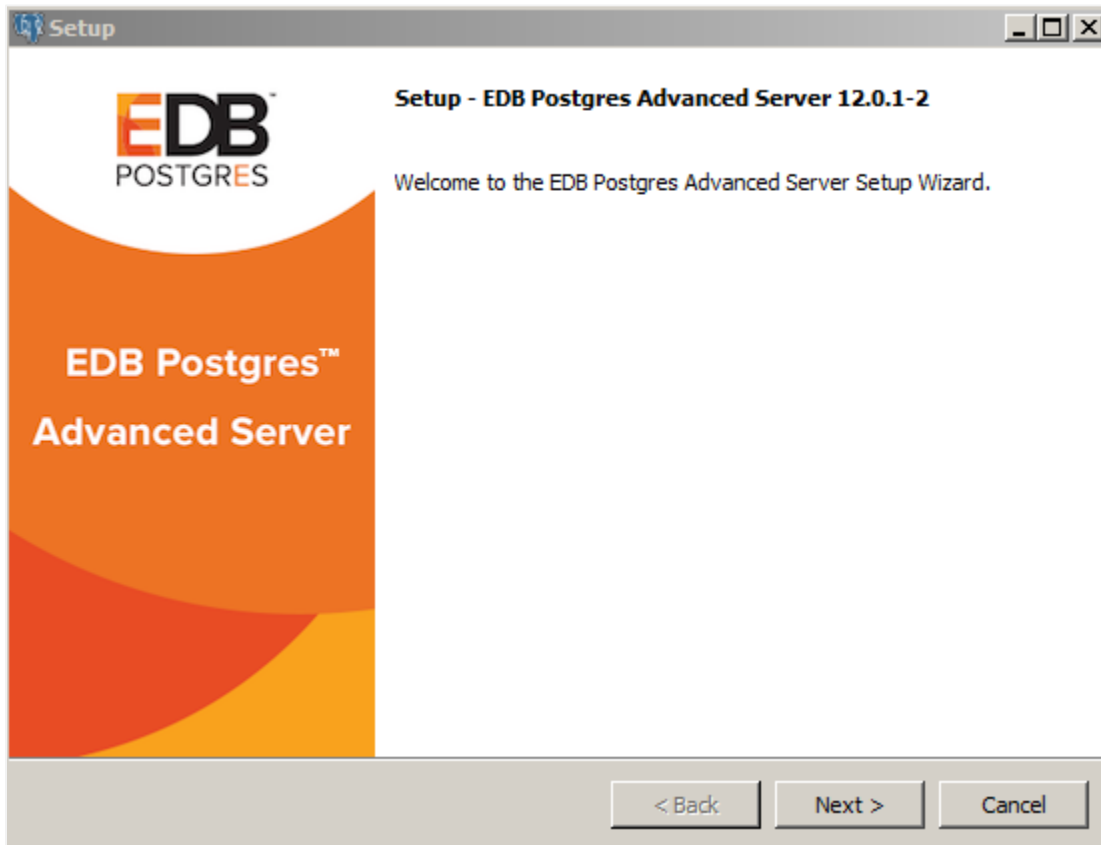 Setup
EDB™
POSTGRES
Setup - EDB Postgres Advanced Server 12.0.1-2
Welcome to the EDB Postgres Advanced Server Setup Wizard.
EDB Postgres™
Advanced Server
< Back
Next >
Cancel